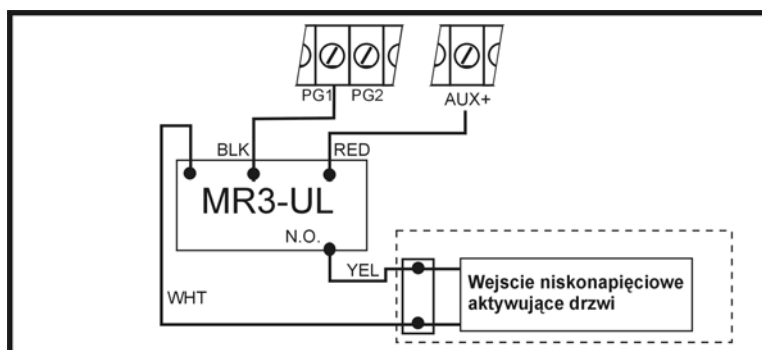 PG1 PG2
AUX+
BLK RED
MR3-UL
N.O.
YEL
WHT
Wejscie niskonapięciowe
aktywujące drzwi